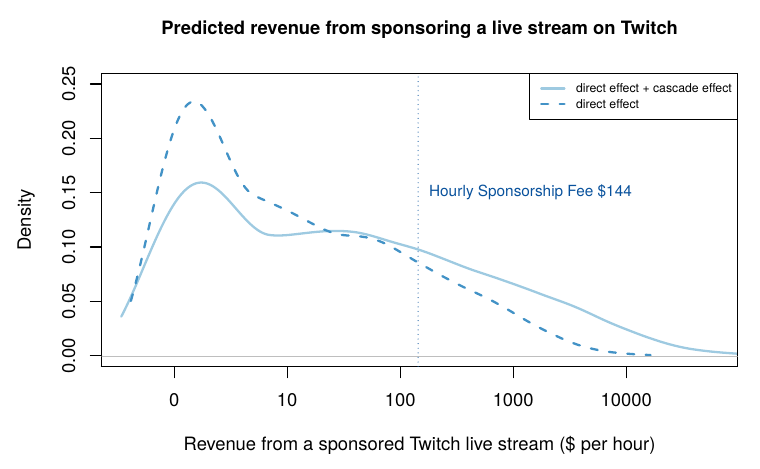 Predicted revenue from sponsoring a live stream on Twitch
0.25
0.20
0.15
0.10
0.05
0.00
Density
direct effect + cascade effect
direct effect
Hourly Sponsorship Fee $144
0 10 100 1000 10000
Revenue from a sponsored Twitch live stream ($ per hour)